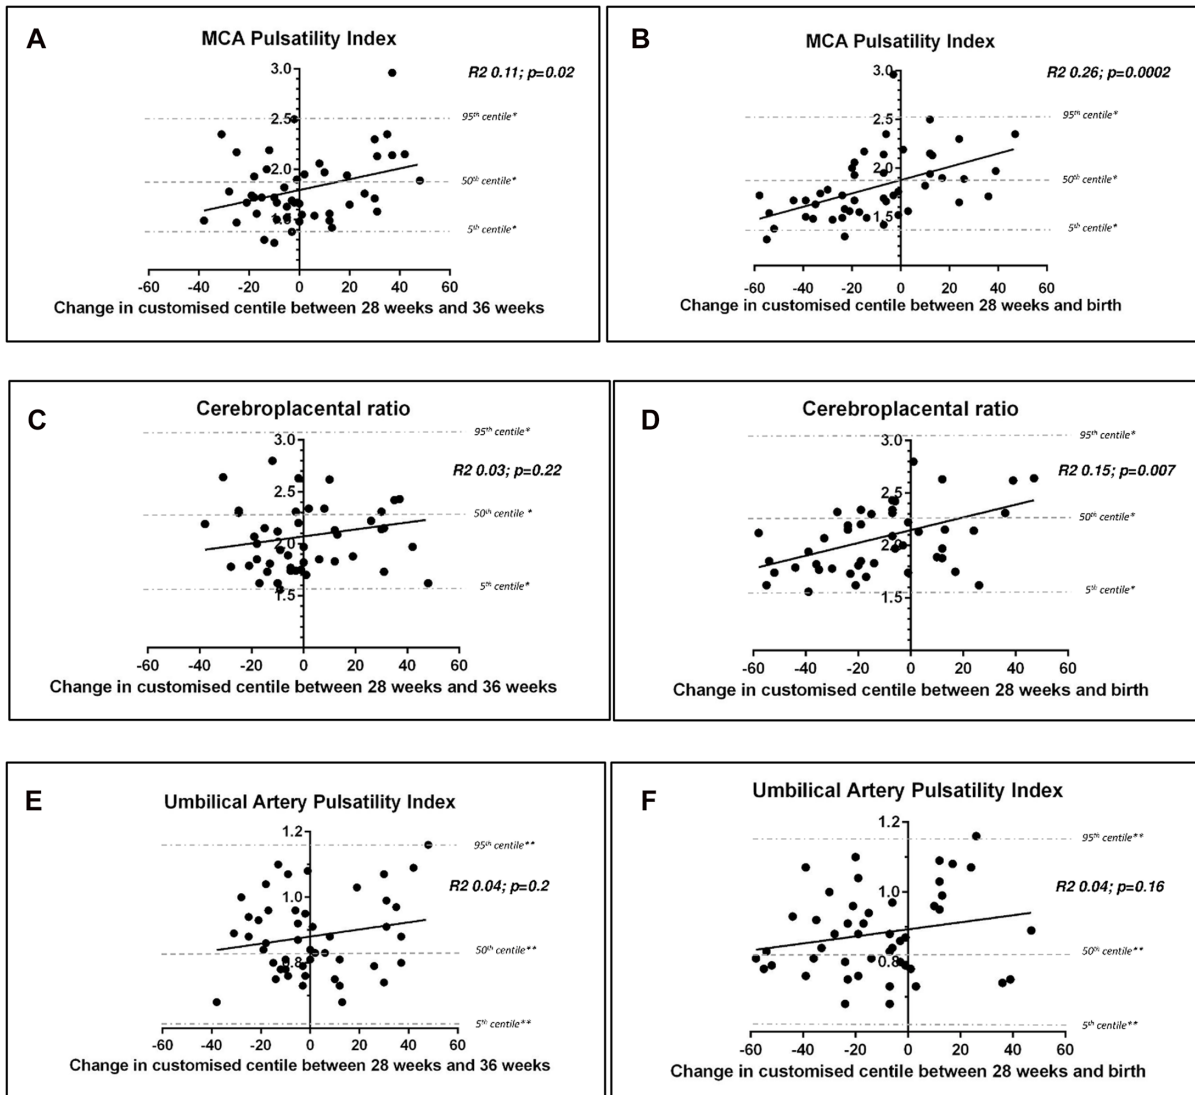 A
MCA Pulsatility Index
R2 0.11; p=0.02
3.0
95th centile*
2.5
2.0
50th centile*
1.5
5th centile*
-60 -40 -20 0 20 40 60
Change in customised centile between 28 weeks and 36 weeks
B
MCA Pulsatility Index
R2 0.26; p=0.0002
3.0
95th centile*
2.5
2.0
50th centile*
1.5
5th centile*
-60 -40 -20 0 20 40 60
Change in customised centile between 28 weeks and birth
C
Cerebroplacental ratio
95th centile*
3.0
R2 0.03; p=0.22
2.5
50th centile *
2.0
5th centile*
1.5
-60 -40 -20 0 20 40 60
Change in customised centile between 28 weeks and 36 weeks
D
Cerebroplacental ratio
95th centile*
3.0
R2 0.15; p=0.007
2.5
50th centile*
2.0
5th centile*
1.5
-60 -40 -20 0 20 40 60
Change in customised centile between 28 weeks and birth
E
Umbilical Artery Pulsatility Index
1.2
95th centile**
R2 0.04; p=0.2
1.0
50th centile**
0.8
5th centile**
-60 -40 -20 0 20 40 60
Change in customised centile between 28 weeks and 36 weeks
F
Umbilical Artery Pulsatility Index
1.2
95th centile**
R2 0.04; p=0.16
1.0
50th centile**
0.8
5th centile**
-60 -40 -20 0 20 40 60
Change in customised centile between 28 weeks and birth